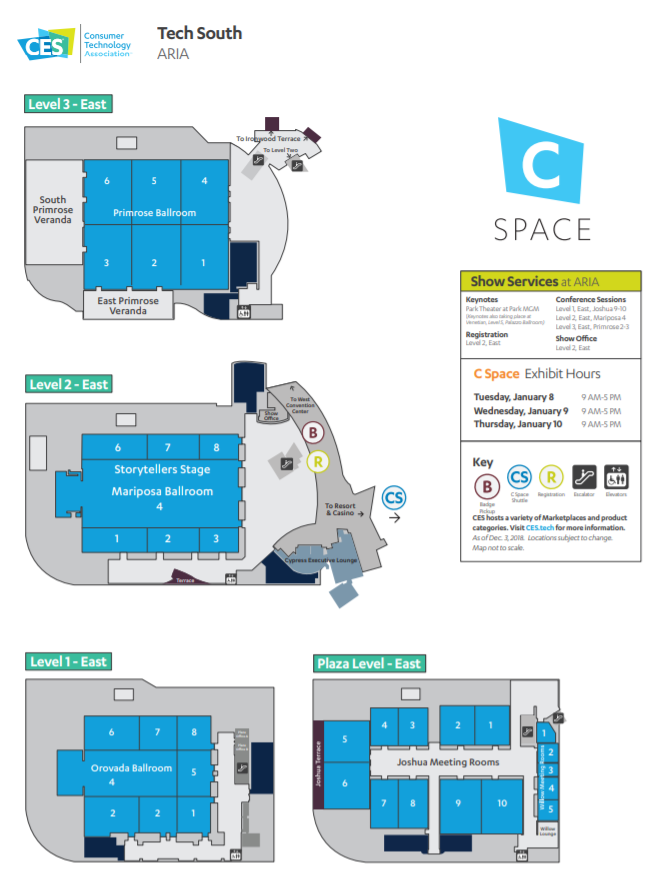 CES
Consumer
Technology
Association
Tech South
ARIA
Level 3 - East
To Ironwood Terrace
To Level Two
6
5
4
South
Primrose
Veranda
Primrose Ballroom
3
2
1
East Primrose
Veranda
C
SPACE
Show Services at ARIA
Keynotes
Park Theater at Park MGM
(Keynotes also taking place at
Venetian, Level 5, Palazzo Ballroom)
Registration
Level 2, East
Conference Sessions
Level 1, East, Joshua 9-10
Level 2, East, Mariposa 4
Level 3, East, Primrose 2-3
Show Office
Level 2, East
C Space Exhibit Hours
Tuesday, January 8 9 AM-5 PM
Wednesday, January 9 9 AM-5 PM
Thursday, January 10 9 AM-5 PM
Key
B
CS
R
Badge
Pickup
C Space
Shuttle
Registration
Escalator
Elevators
CES hosts a variety of Marketplaces and product
categories. Visit CES.tech for more information.
As of Dec. 3, 2018. Locations subject to change.
Map not to scale.
Level 2 - East
To West
Convention
Center
Show
Office
B
R
6
7
8
Storytellers Stage
Mariposa Ballroom
4
CS
To Resort
& Casino
1
2
3
Cypress Executive Lounge
Terrace
Level 1 - East
6
7
8
Orovada Ballroom
4
5
2
2
1
Plaza Level - East
Joshua Terrace
5
4
3
2
1
Joshua Meeting Rooms
6
7
8
9
10
Willow Meeting Rooms
1
2
3
4
5
Willow
Lounge